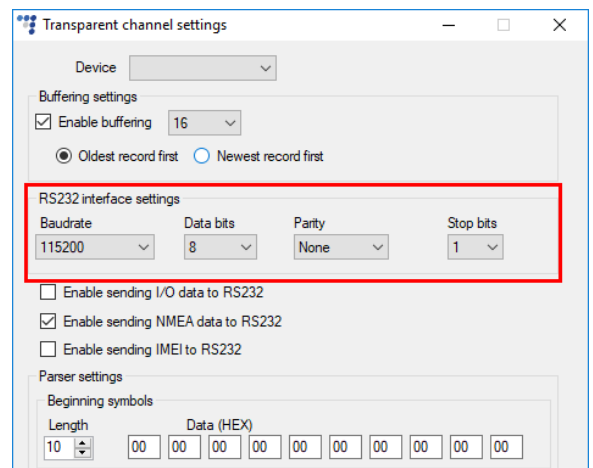 Transparent channel settings
Device
Buffering settings
Enable buffering 16
Oldest record first Newest record first
RS232 interface settings
Baudrate Data bits Parity Stop bits
115200 8 None 1
Enable sending I/O data to RS232
Enable sending NMEA data to RS232
Enable sending IMEI to RS232
Parser settings
Beginning symbols
Length Data (HEX)
10 00 00 00 00 00 00 00 00 00 00